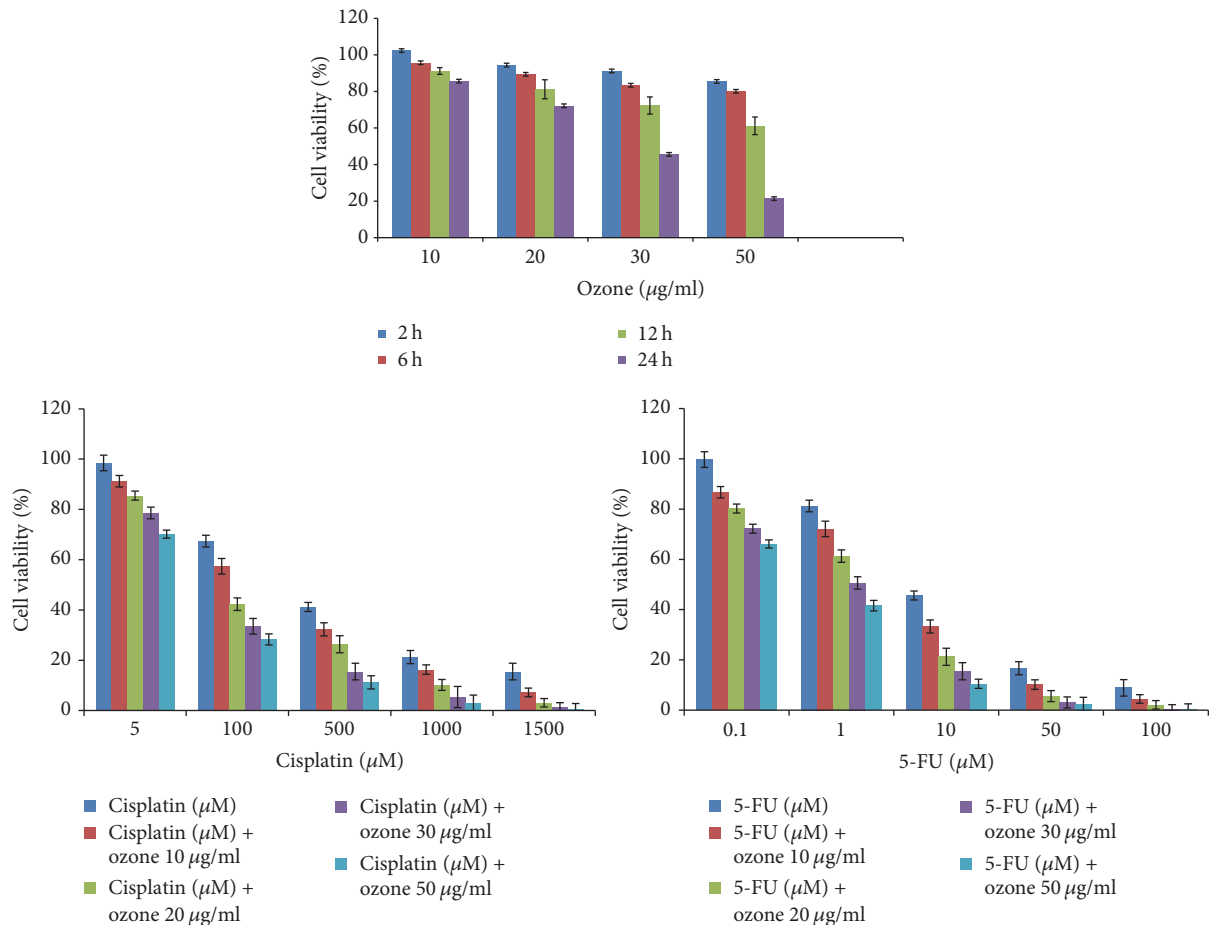 120
100
80
60
40
20
0
Cell viability (%)
10 20 30 50
Ozone (μg/ml)
2 h
6 h
12 h
24 h
120
100
80
60
40
20
0
Cell viability (%)
5 100 500 1000 1500
Cisplatin (μM)
Cisplatin (μM)
Cisplatin (μM) +
ozone 10 μg/ml
Cisplatin (μM) +
ozone 20 μg/ml
Cisplatin (μM) +
ozone 30 μg/ml
Cisplatin (μM) +
ozone 50 μg/ml
120
100
80
60
40
20
0
Cell viability (%)
0.1 1 10 50 100
5-FU (μM)
5-FU (μM)
5-FU (μM) +
ozone 10 μg/ml
5-FU (μM) +
ozone 20 μg/ml
5-FU (μM) +
ozone 30 μg/ml
5-FU (μM) +
ozone 50 μg/ml